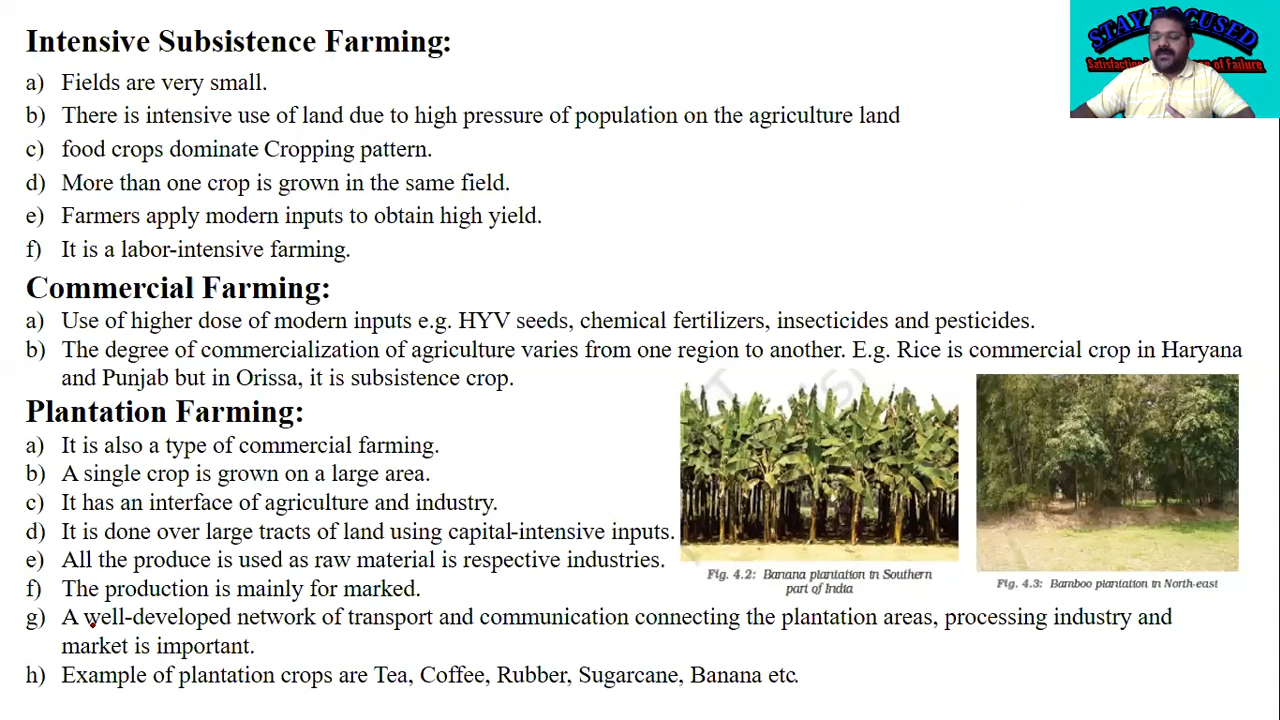 Intensive Subsistence Farming:
a) Fields are very small.
b) There is intensive use of land due to high pressure of population on the agriculture land
c) food crops dominate Cropping pattern.
d) More than one crop is grown in the same field.
e) Farmers apply modern inputs to obtain high yield.
f) It is a labor-intensive farming.
Commercial Farming:
a) Use of higher dose of modern inputs e.g. HYV seeds, chemical fertilizers, insecticides and pesticides.
b) The degree of commercialization of agriculture varies from one region to another. E.g. Rice is commercial crop in Haryana
and Punjab but in Orissa, it is subsistence crop.
Plantation Farming:
a) It is also a type of commercial farming.
b) A single crop is grown on a large area.
c) It has an interface of agriculture and industry.
d) It is done over large tracts of land using capital-intensive inputs.
e) All the produce is used as raw material is respective industries.
f) The production is mainly for marked.
g) A well-developed network of transport and communication connecting the plantation areas, processing industry and
market is important.
h) Example of plantation crops are Tea, Coffee, Rubber, Sugarcane, Banana etc.
Fig. 4.2: Banana plantation in Southern
part of India
Fig. 4.3: Bamboo plantation in North-east
STAY FOCUSED
Satisfaction of Failure